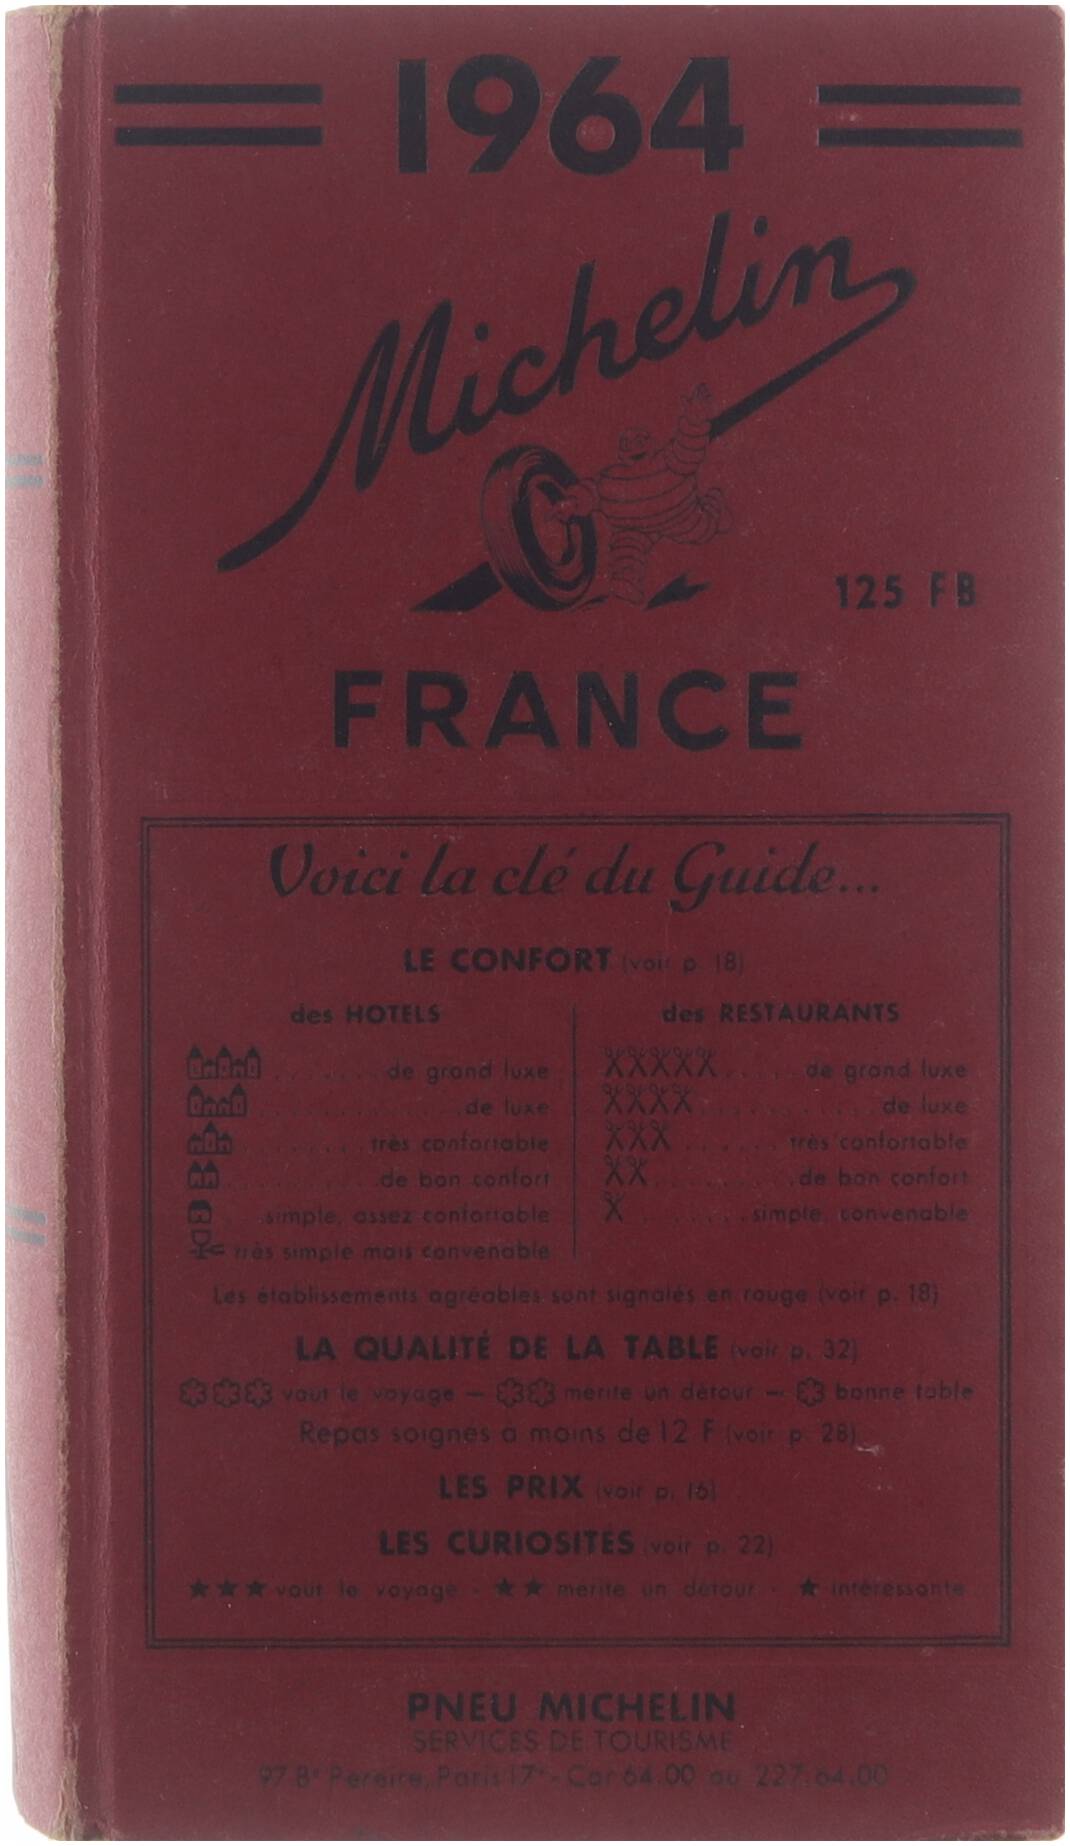 1964
Michelin
125 FB
FRANCE
Voici la clé du Guide...
LE CONFORT (voir p. 18)
des HOTELS
de grand luxe
de luxe
très confortable
de bon confort
simple, assez confortable
très simple mais convenable
des RESTAURANTS
de grand luxe
de luxe
très confortable
de bon confort
simple, convenable
Les établissements agréables sont signalés en rouge (voir p. 18)
LA QUALITÉ DE LA TABLE (voir p. 32)
vaut le voyage — mérite un détour — bonne table
Repas soignés à moins de 12 F (voir p. 28)
LES PRIX (voir p. 16)
LES CURIOSITÉS (voir p. 22)
★★★ vaut le voyage - ★★ mérite un détour - ★ intéressante
PNEU MICHELIN
SERVICES DE TOURISME
97 Bd Pereire, Paris 17e - Car 64.00 ou 227.64.00